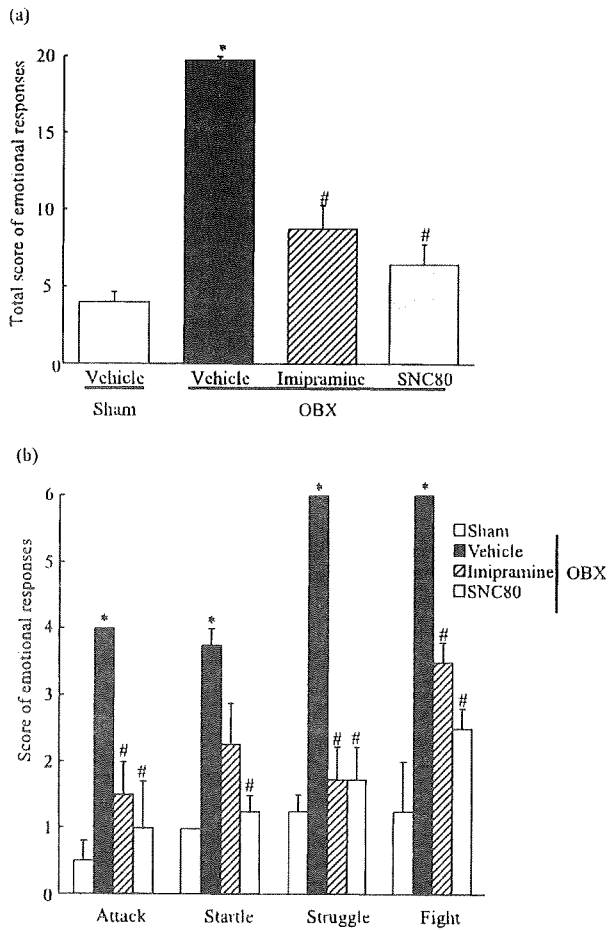 (a)
Total score of emotional responses
20
15
10
5
0
*
#
#
Vehicle Vehicle Imipramine SNC80
Sham OBX
(b)
Score of emotional responses
6
5
4
3
2
1
0
*
#
#
*
#
*
#
#
*
#
#
Sham
Vehicle
Imipramine
SNC80
OBX
Attack Startle Struggle Fight